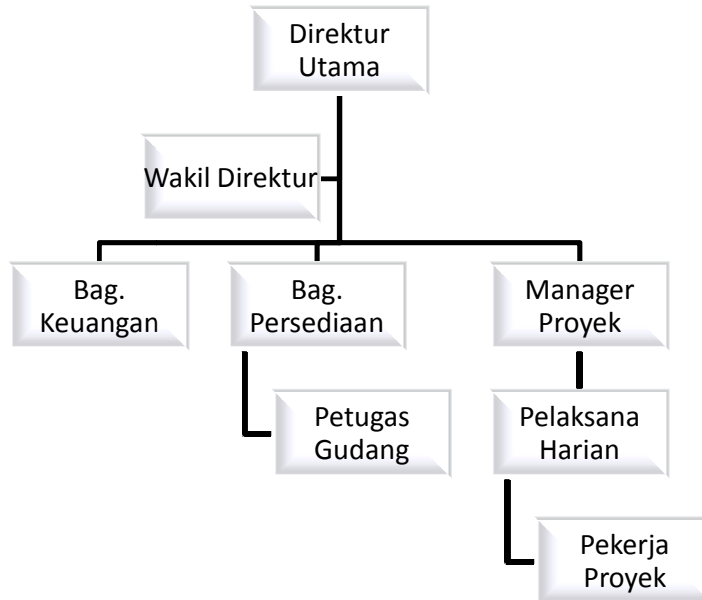 Direktur
Utama
Wakil Direktur
Bag.
Keuangan
Bag.
Persediaan
Manager
Proyek
Petugas
Gudang
Pelaksana
Harian
Pekerja
Proyek